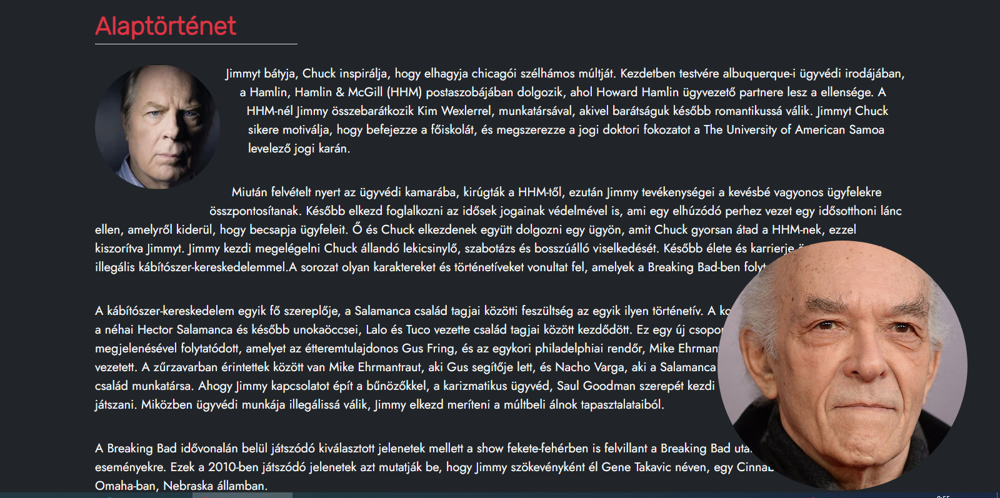 Alaptörténet
Jimmyt bátyja, Chuck inspirálja, hogy elhagyja chicagói szélhámos múltját. Kezdetben testvére albuquerque-i ügyvédi irodájában,
a Hamlin, Hamlin & McGill (HHM) postaszobájában dolgozik, ahol Howard Hamlin ügyvezető partnere lesz a ellensége. A
HHM-nél Jimmy összebarátkozik Kim Wexlerrel, munkatársával, akivel barátságuk később romantikussá válik. Jimmyt Chuck
sikere motiválja, hogy befejezze a főiskolát, és megszerezze a jogi doktori fokozatot a The University of American Samoa
levelező jogi karán.
Miután felvételt nyert az ügyvédi kamarába, kirúgták a HHM-től, ezután Jimmy tevékenységei a kevésbé vagyonos ügyfelekre
összpontosítanak. Később elkezd foglalkozni az idősek jogainak védelmével is, ami egy elhúzódó perhez vezet egy idősotthoni lánc
ellen, amelyről kiderül, hogy becsapja ügyfeleit. Ő és Chuck elkezdenek együtt dolgozni egy ügyön, amit Chuck gyorsan átad a HHM-nek, ezzel
kiszorítva Jimmyt. Jimmy kezdi megelégelni Chuck állandó lekicsinylő, szabotázs és bosszúálló viselkedését. Később élete és karrierje
illegális kábítószer-kereskedelemmel.A sorozat olyan karaktereket és történetíveket vonultat fel, amelyek a Breaking Bad-ben folyt
A kábítószer-kereskedelem egyik fő szereplője, a Salamanca család tagjai közötti feszültség az egyik ilyen történetív. A
a néhai Hector Salamanca és később unokaöccsei, Lalo és Tuco vezette család tagjai között kezdődött. Ez egy új csopor
megjelenésével folytatódott, amelyet az étteremtulajdonos Gus Fring, és az egykori philadelphiai rendőr, Mike Ehrman
vezetett. A zűrzavarban érintettek között van Mike Ehrmantraut, aki Gus segítője lett, és Nacho Varga, aki a Salamanca
család munkatársa. Ahogy Jimmy kapcsolatot épít a bűnözőkkel, a karizmatikus ügyvéd, Saul Goodman szerepét kezdi
játszani. Miközben ügyvédi munkája illegálissá válik, Jimmy elkezd meríteni a múltbeli álnok tapasztalataiból.
A Breaking Bad idővonalán belül játszódó kiválasztott jelenetek mellett a show fekete-fehérben is felvillant a Breaking Bad
eseményekre. Ezek a 2010-ben játszódó jelenetek azt mutatják be, hogy Jimmy szökevényként él Gene Takavic néven, egy Cinnab
Omaha-ban, Nebraska államban.